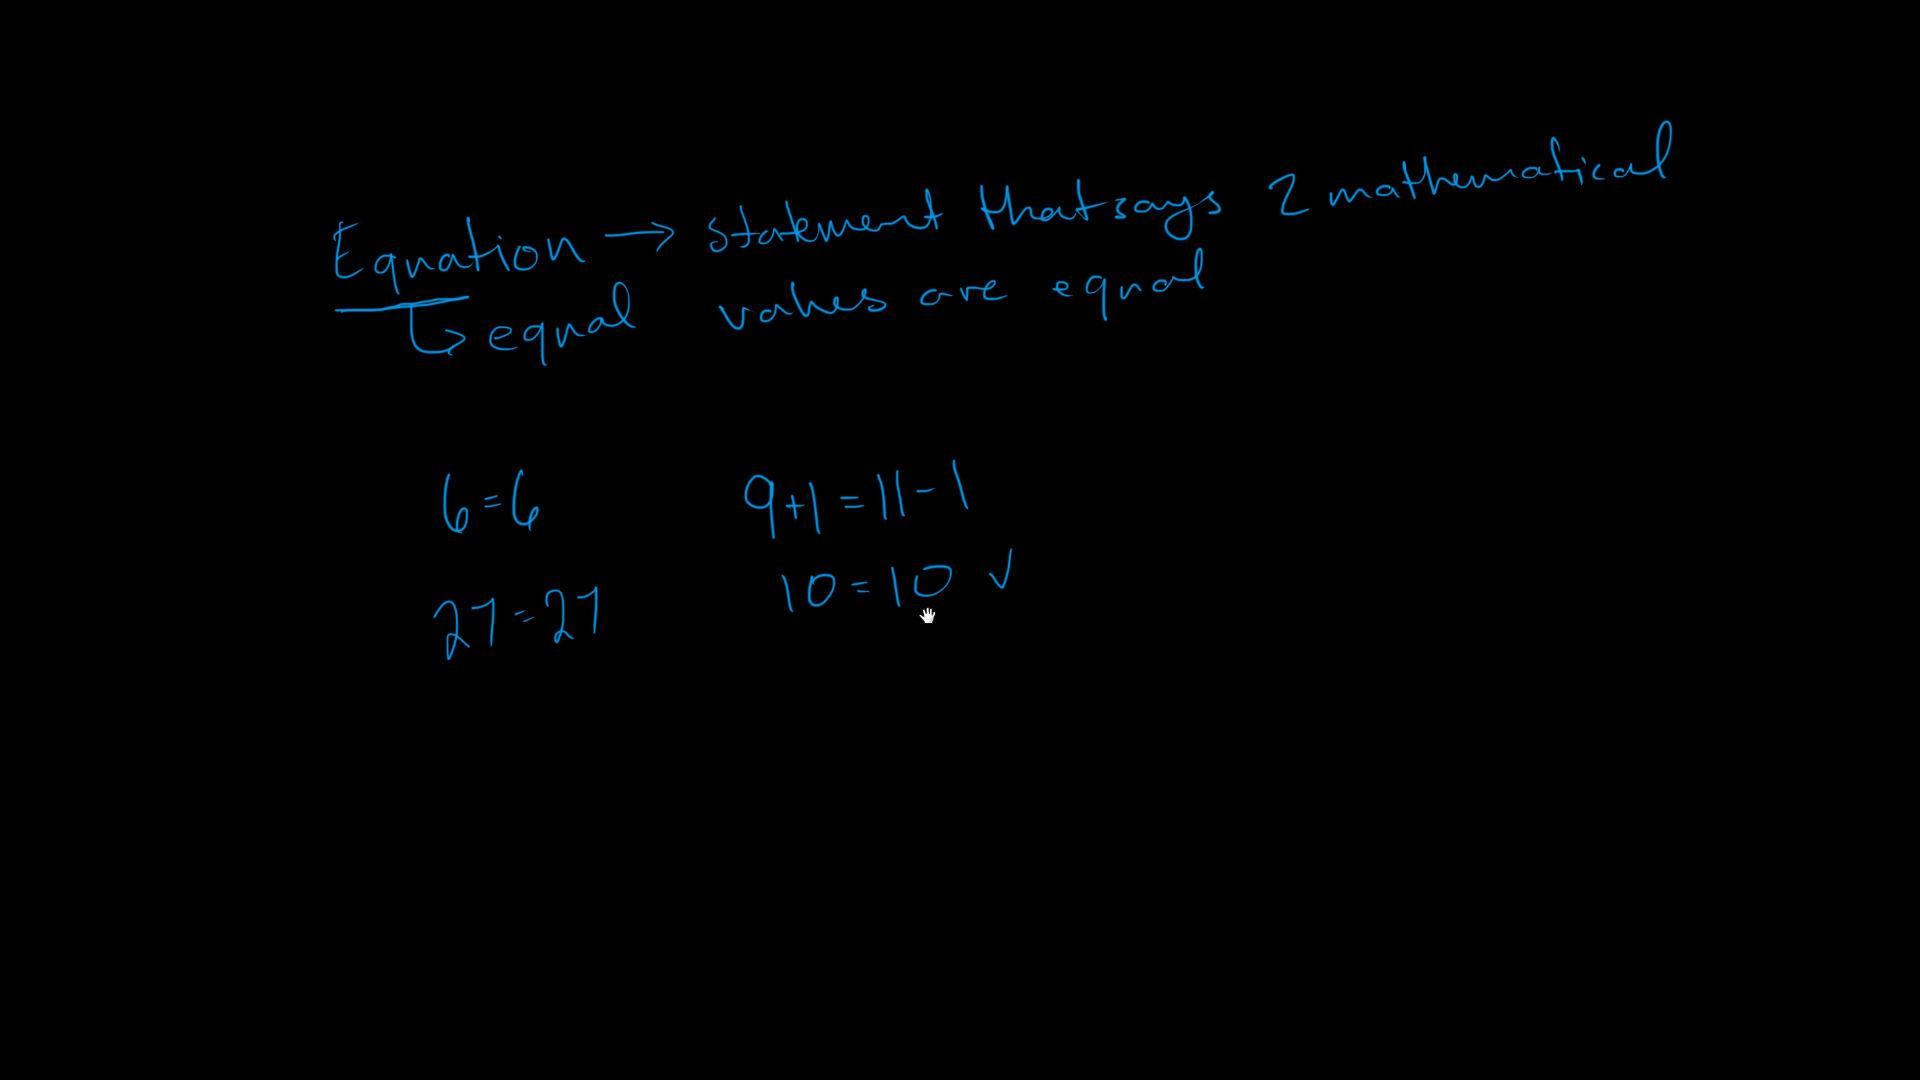 Equation → statement that says 2 mathematical
↳ equal values are equal
6=6 9+1=11-1
27=27 10=10 ✓